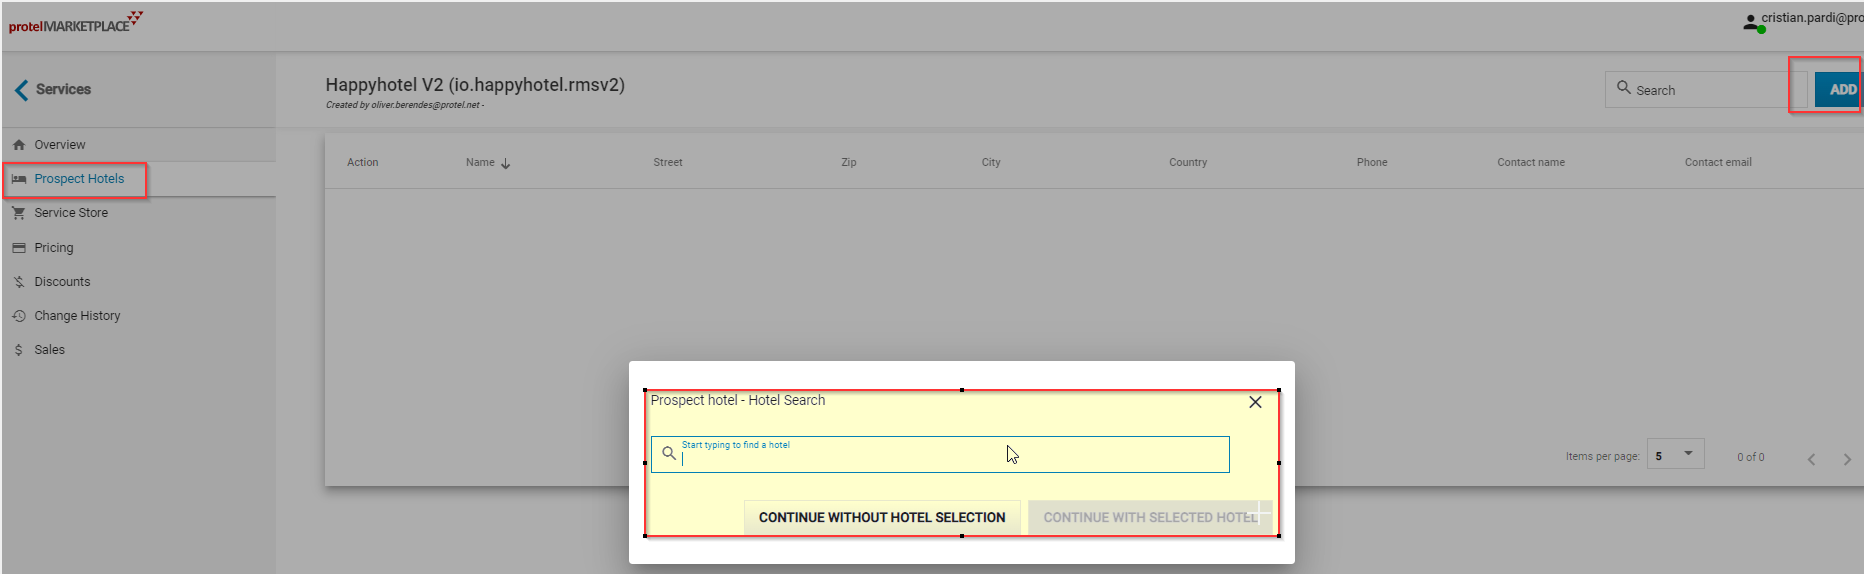 protelMARKETPLACE
cristian.pardi@pro
Services
Happyhotel V2 (io.happyhotel.rmsv2)
Created by oliver.berendes@protel.net -
Search
ADD
Overview
Prospect Hotels
Service Store
Pricing
Discounts
Change History
Sales
Action Name Street Zip City Country Phone Contact name Contact email
Prospect hotel - Hotel Search
Start typing to find a hotel
CONTINUE WITHOUT HOTEL SELECTION CONTINUE WITH SELECTED HOTEL
Items per page: 5 0 of 0